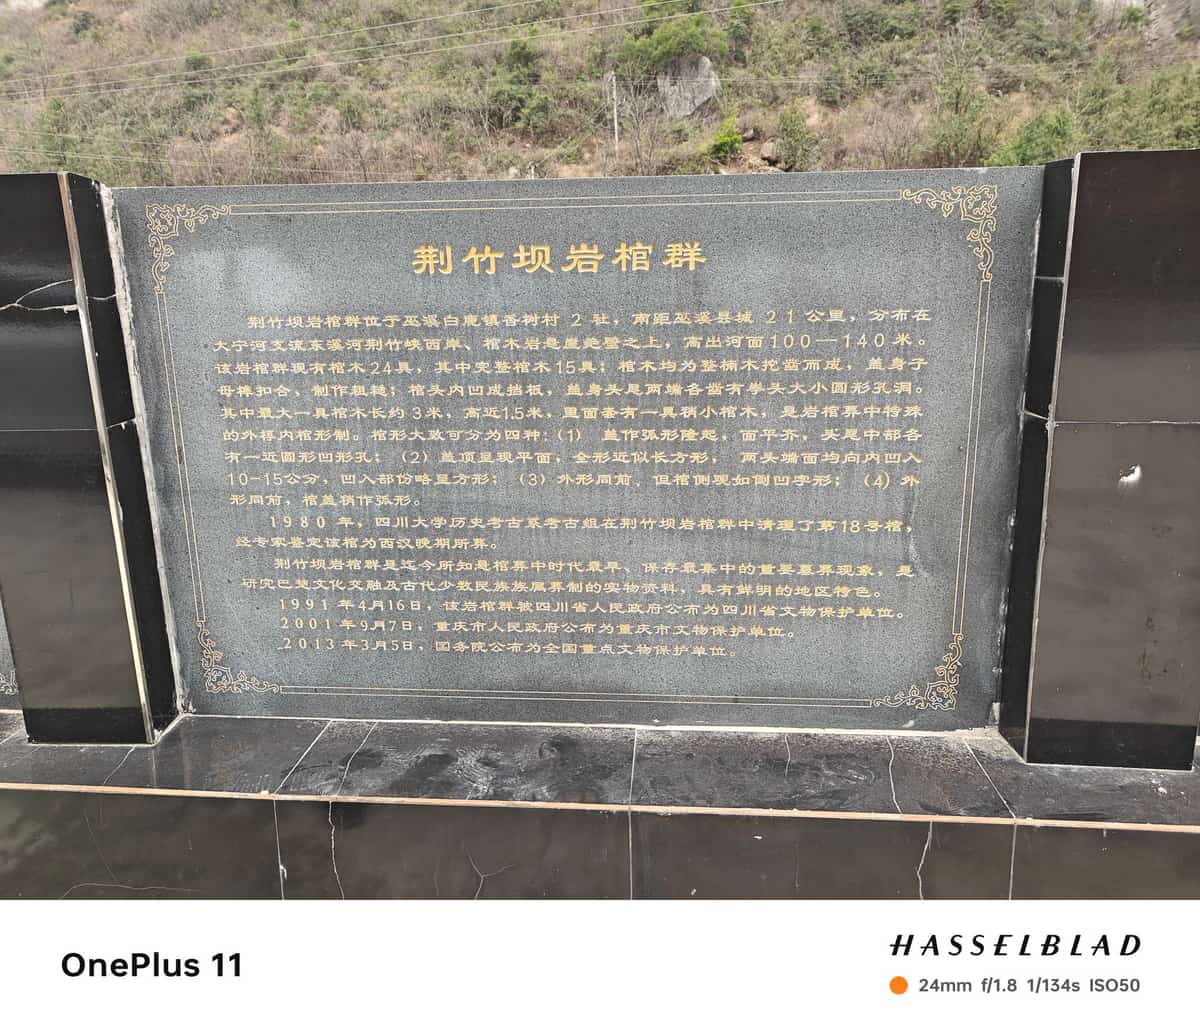 荆竹坝岩棺群
荆竹坝岩棺群位于巫溪白鹿镇香树村 2 社，南距巫溪县城 21公里，分布在
大宁河支流东溪河荆竹峡西岸、棺木岩悬崖绝壁之上，高出河面100—140米。
该岩棺群现有棺木24具，其中完整棺木15具；棺木均为整楠木挖凿而成，盖身子
母榫扣合、制作粗糙；棺头内凹成挡板，盖身头尾两端各凿有拳头大小圆形孔洞。
其中最大一具棺木长约3米，高近1.5米，里面套有一具稍小棺木，是岩棺葬中特殊
的外椁内棺形制。棺形大致可分为四种：（1） 盖作弧形隆起，面平齐，头尾中部各
有一近圆形凹形孔；（2）盖顶呈现平面，全形近似长方形， 两头端面均向内凹入
10-15公分，凹入部份略呈方形；（3）外形同前，但棺侧现如倒凹字形；（4）外
形同前，棺盖稍作弧形。
1980 年，四川大学历史考古系考古组在荆竹坝岩棺群中清理了第18号棺，
经专家鉴定该棺为西汉晚期所葬。
荆竹坝岩棺群是迄今所知悬棺葬中时代最早、保存最集中的重要墓葬现象，是
研究巴楚文化交融及古代少数民族族属葬制的实物资料，具有鲜明的地区特色。
1991 年4月16日，该岩棺群被四川省人民政府公布为四川省文物保护单位。
2001 年9月7日，重庆市人民政府公布为重庆市文物保护单位。
2013 年3月5日，国务院公布为全国重点文物保护单位。
OnePlus 11
HASSELBLAD
24mm f/1.8 1/134s ISO50